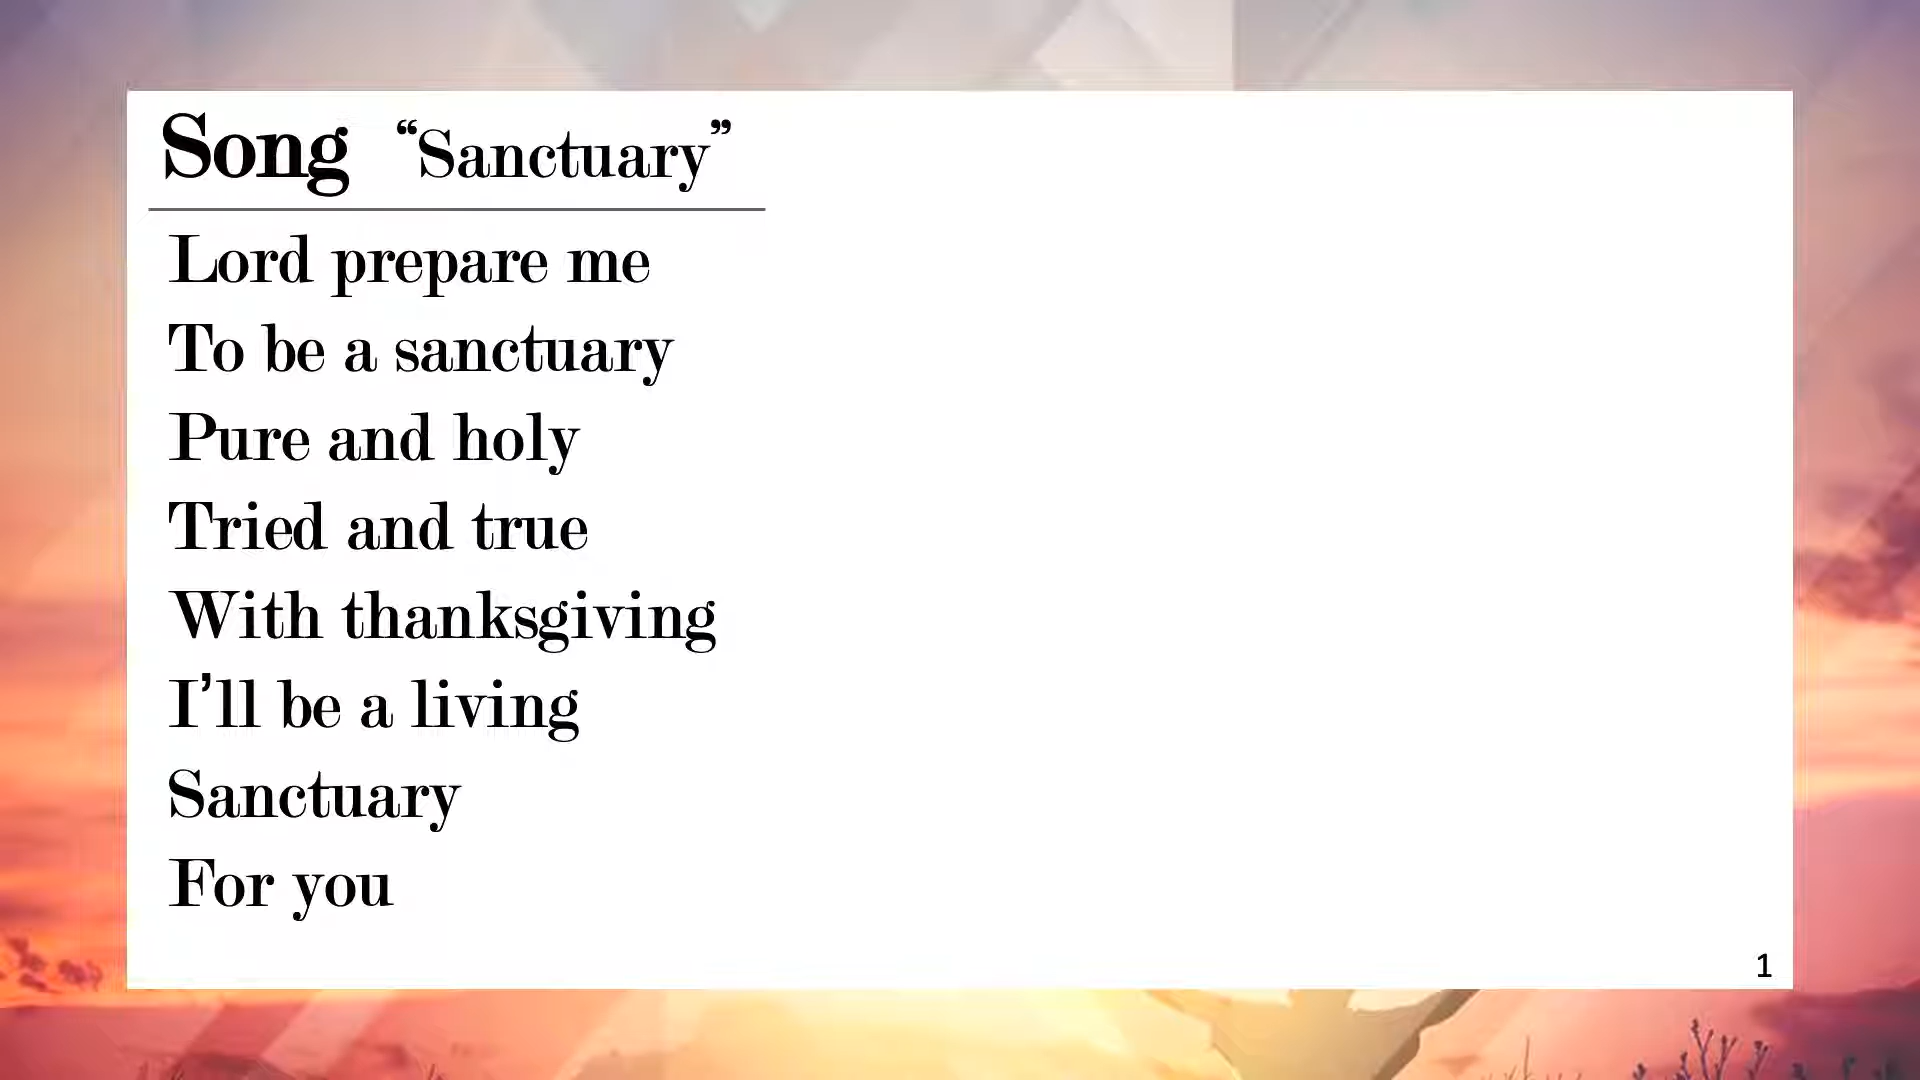 Song “Sanctuary”
Lord prepare me
To be a sanctuary
Pure and holy
Tried and true
With thanksgiving
I’ll be a living
Sanctuary
For you
1